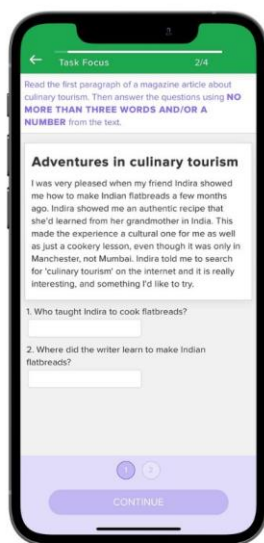 Task Focus 2/4
Read the first paragraph of a magazine article about
culinary tourism. Then answer the questions using NO
MORE THAN THREE WORDS AND/OR A
NUMBER from the text.
Adventures in culinary tourism
I was very pleased when my friend Indira showed
me how to make Indian flatbreads a few months
ago. Indira showed me an authentic recipe that
she'd learned from her grandmother in India. This
made the experience a cultural one for me as well
as just a cookery lesson, even though it was only in
Manchester, not Mumbai. Indira told me to search
for 'culinary tourism' on the internet and it is really
interesting, and something I'd like to try.
1. Who taught Indira to cook flatbreads?
2. Where did the writer learn to make Indian
flatbreads?
1 2
CONTINUE